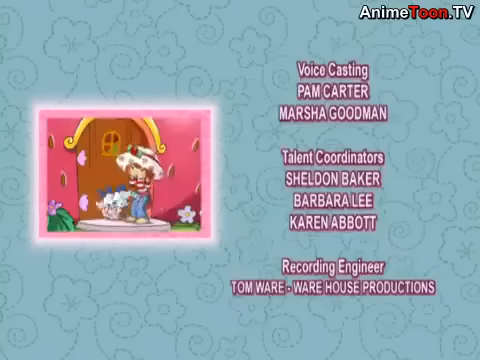 AnimeToon.TV
Voice Casting
PAM CARTER
MARSHA GOODMAN
Talent Coordinators
SHELDON BAKER
BARBARA LEE
KAREN ABBOTT
Recording Engineer
TOM WARE - WARE HOUSE PRODUCTIONS